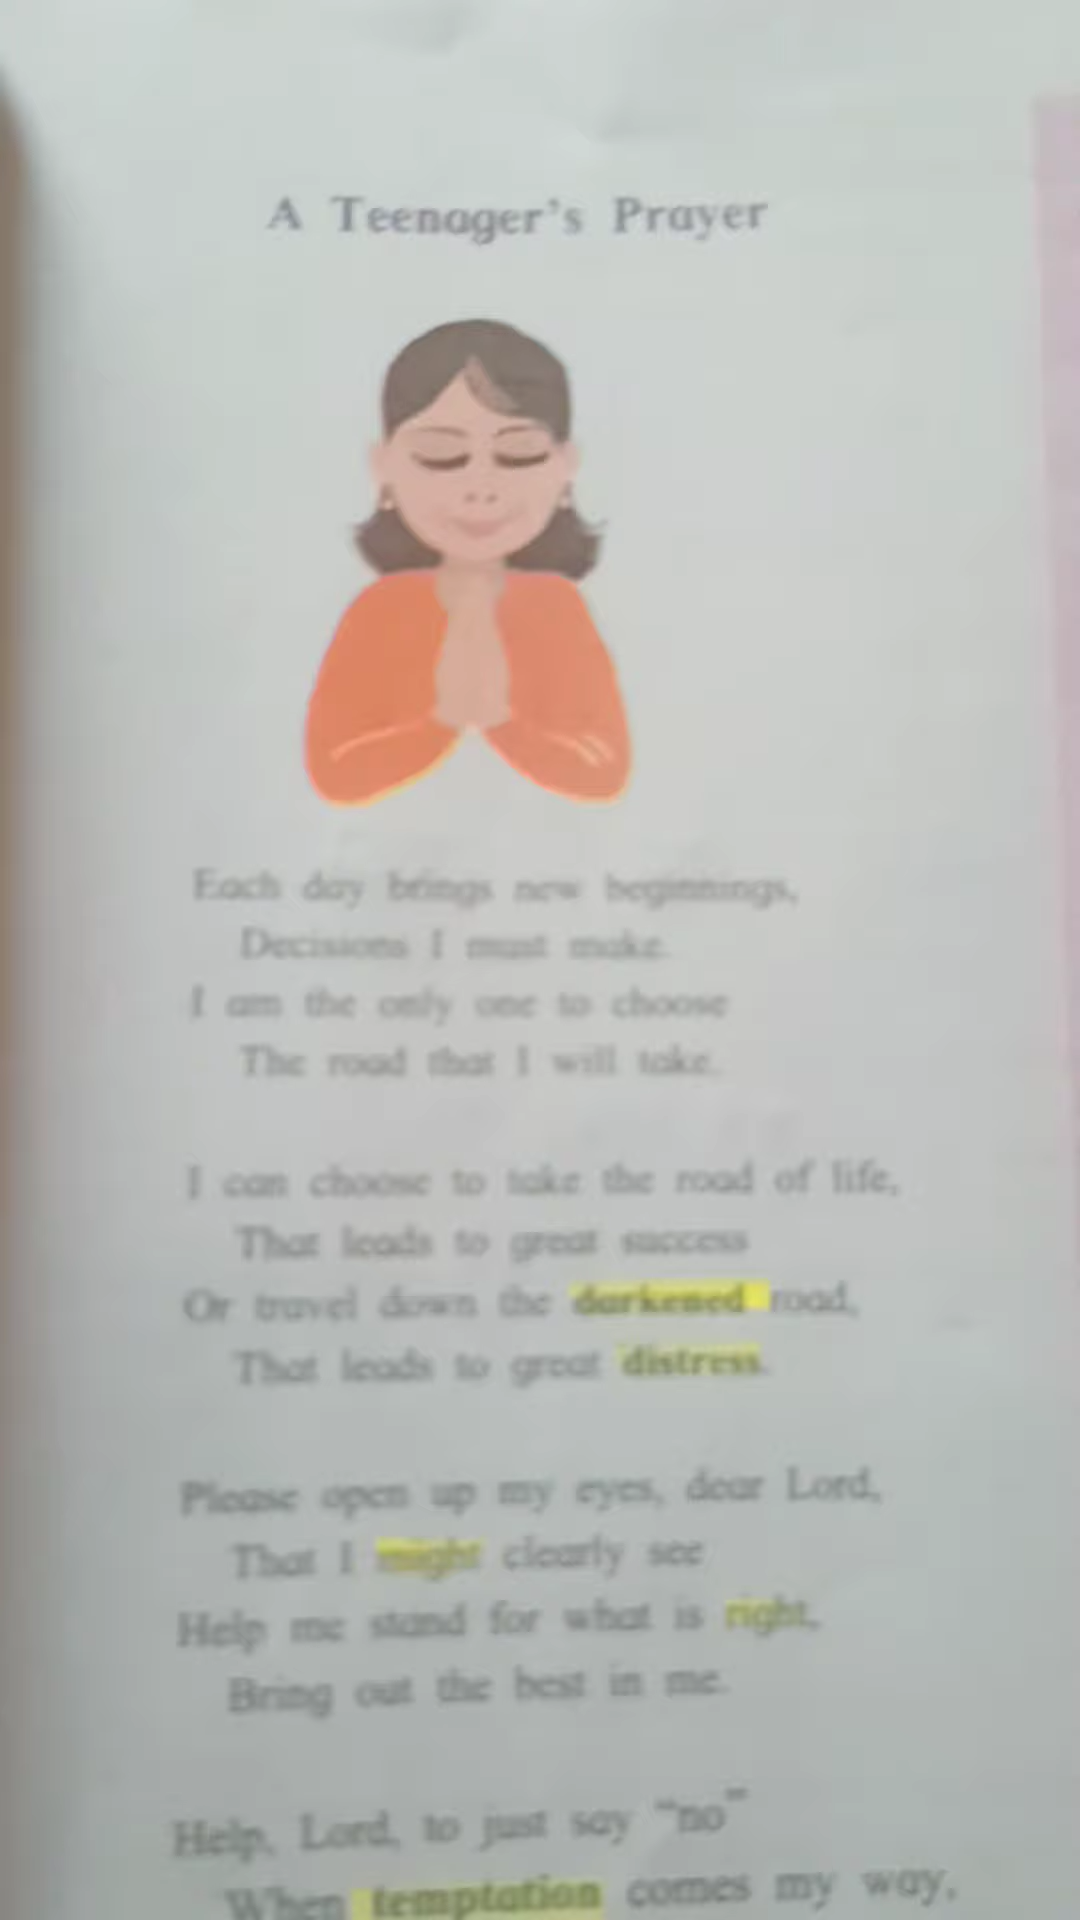 A Teenager's Prayer
Each day brings new beginnings,
Decisions I must make.
I am the only one to choose
The road that I will take.
I can choose to take the road of life,
That leads to great success
Or travel down the darkened road,
That leads to great distress.
Please open up my eyes, dear Lord,
That I might clearly see
Help me stand for what is right,
Bring out the best in me.
Help, Lord, to just say “no”
When temptation comes my way,